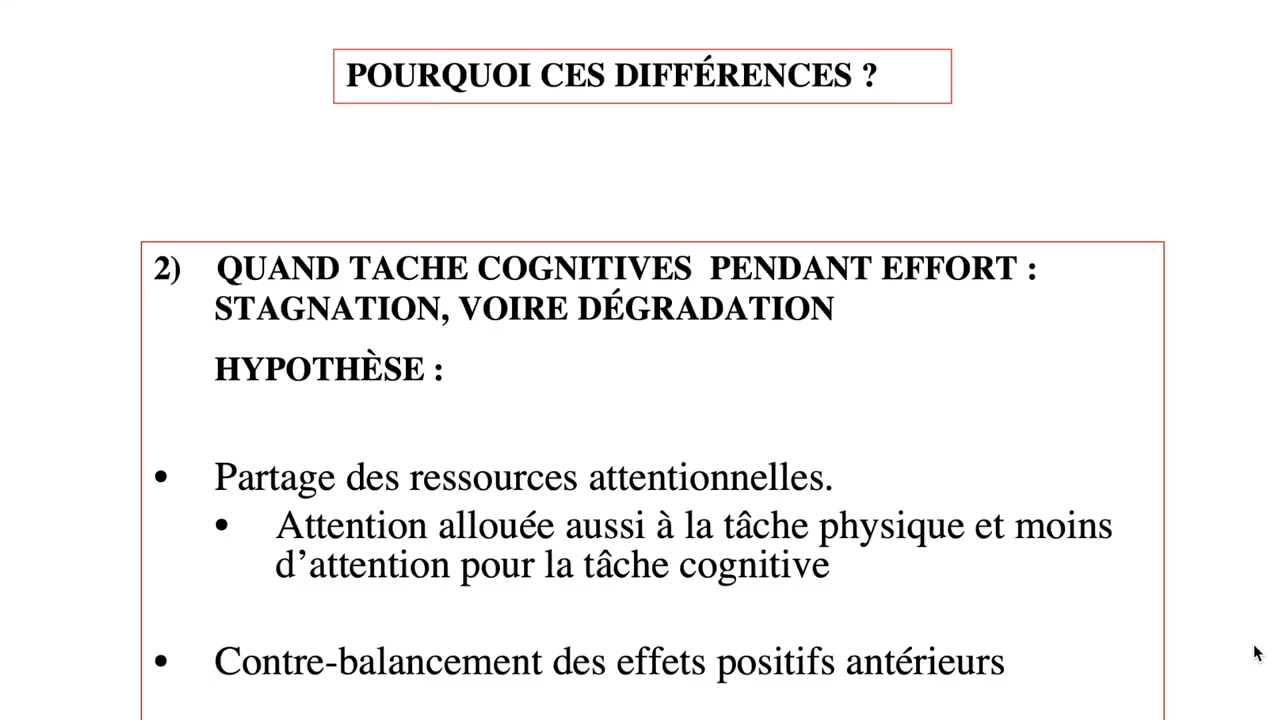 POURQUOI CES DIFFÉRENCES ?
2) QUAND TACHE COGNITIVES PENDANT EFFORT :
STAGNATION, VOIRE DÉGRADATION
HYPOTHÈSE :
• Partage des ressources attentionnelles.
• Attention allouée aussi à la tâche physique et moins
d’attention pour la tâche cognitive
• Contre-balancement des effets positifs antérieurs